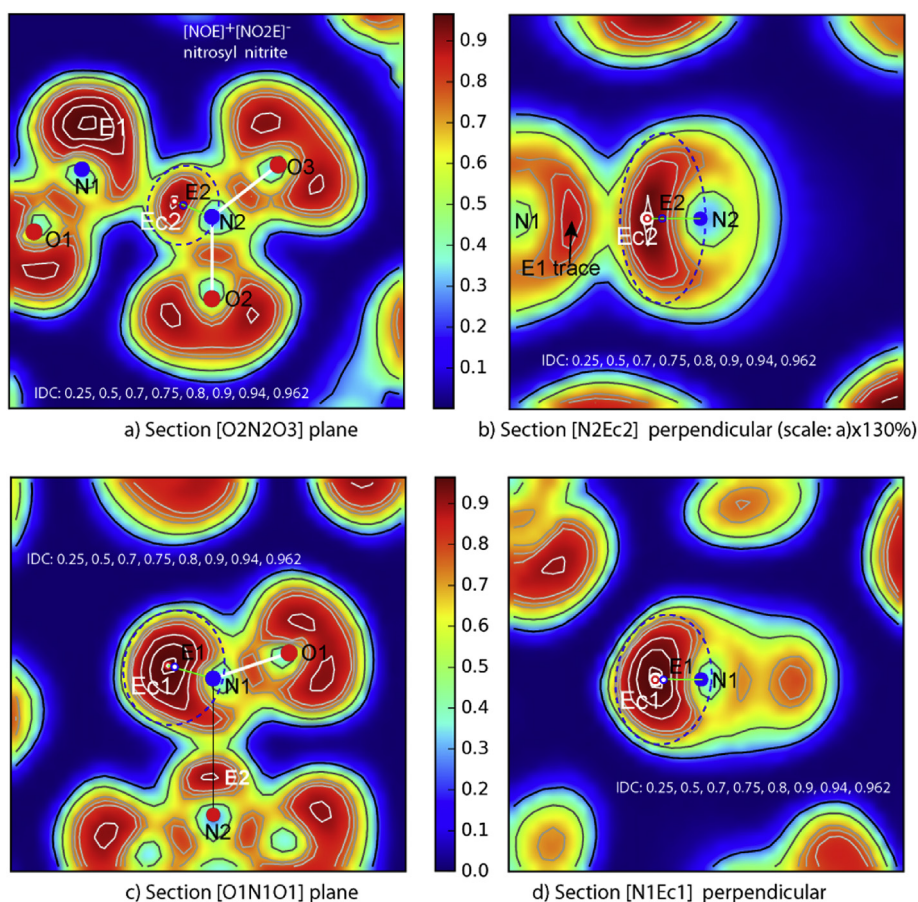 [NOE]+[NO2E]-
nitrosyl nitrite
E1
N1
O1
O3
E2
Ec2
N2
O2
IDC: 0.25, 0.5, 0.7, 0.75, 0.8, 0.9, 0.94, 0.962
a) Section [O2N2O3] plane
0.9
0.8
0.7
0.6
0.5
0.4
0.3
0.2
0.1
N1
E2
Ec2
N2
E1 trace
IDC: 0.25, 0.5, 0.7, 0.75, 0.8, 0.9, 0.94, 0.962
b) Section [N2Ec2] perpendicular (scale: a)x130%)
IDC: 0.25, 0.5, 0.7, 0.75, 0.8, 0.9, 0.94, 0.962
E1
O1
Ec1
N1
E2
N2
c) Section [O1N1O1] plane
0.9
0.8
0.7
0.6
0.5
0.4
0.3
0.2
0.1
0.0
E1
Ec1
N1
IDC: 0.25, 0.5, 0.7, 0.75, 0.8, 0.9, 0.94, 0.962
d) Section [N1Ec1] perpendicular